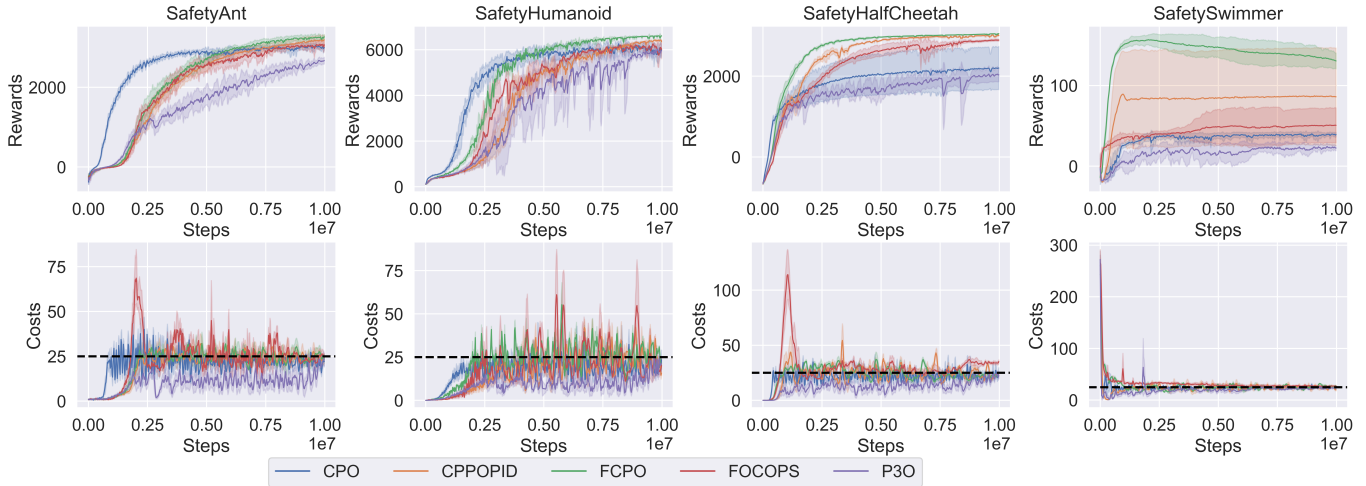 SafetyAnt
SafetyHumanoid
SafetyHalfCheetah
SafetySwimmer
Rewards
2000
0
0.00 0.25 0.50 0.75 1.00
Steps
1e7
Rewards
6000
4000
2000
0
0.00 0.25 0.50 0.75 1.00
Steps
1e7
Rewards
2000
0
0.00 0.25 0.50 0.75 1.00
Steps
1e7
Rewards
100
0
0.00 0.25 0.50 0.75 1.00
Steps
1e7
Costs
75
50
25
0
0.00 0.25 0.50 0.75 1.00
Steps
1e7
Costs
75
50
25
0
0.00 0.25 0.50 0.75 1.00
Steps
1e7
Costs
100
50
0
0.00 0.25 0.50 0.75 1.00
Steps
1e7
Costs
300
200
100
0
0.00 0.25 0.50 0.75 1.00
Steps
1e7
CPO CPPOPID FCPO FOCOPS P3O